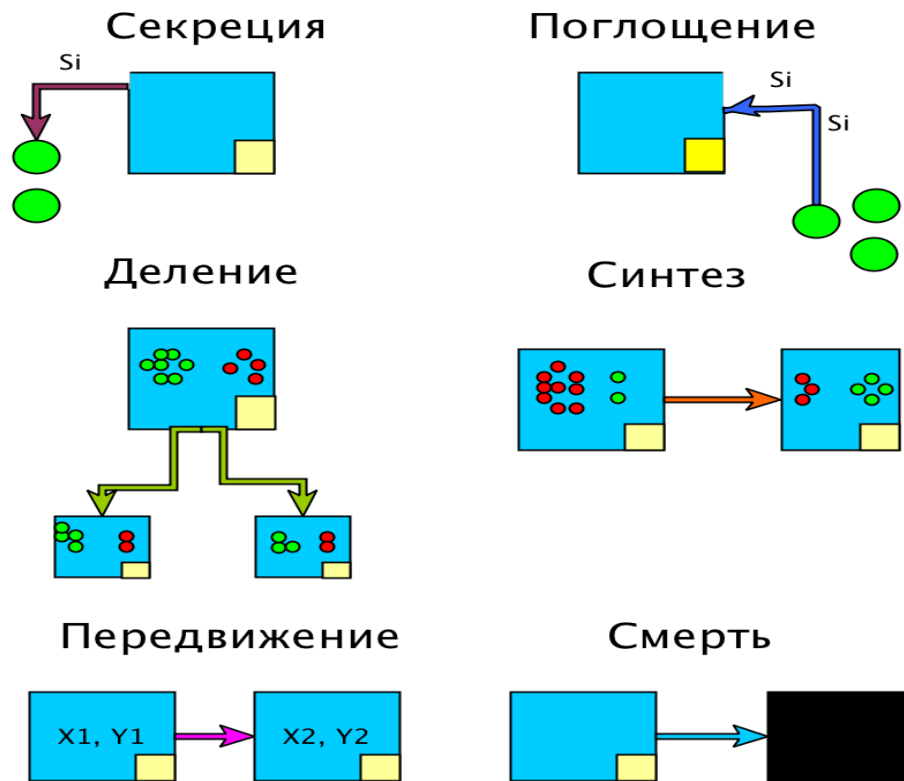 Секреция
Поглощение
Si
Si
Si
Деление
Синтез
Передвижение
Смерть
X1, Y1
X2, Y2